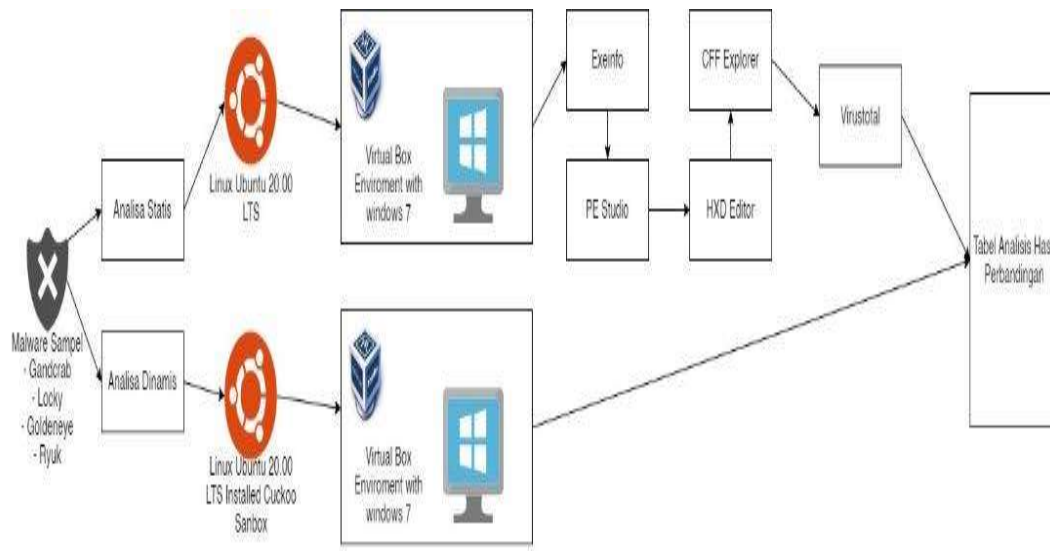 Malware Sampel
- Gandcrab
- Locky
- Goldeneye
- Ryuk
Analisa Statis
Linux Ubuntu 20.00
LTS
Virtual Box
Enviroment with
windows 7
Exeinfo
PE Studio
HXD Editor
CFF Explorer
Virustotal
Analisa Dinamis
Linux Ubuntu 20.00
LTS Installed Cuckoo
Sanbox
Virtual Box
Enviroment with
windows 7
Tabel Analisis Has
Perbandingan